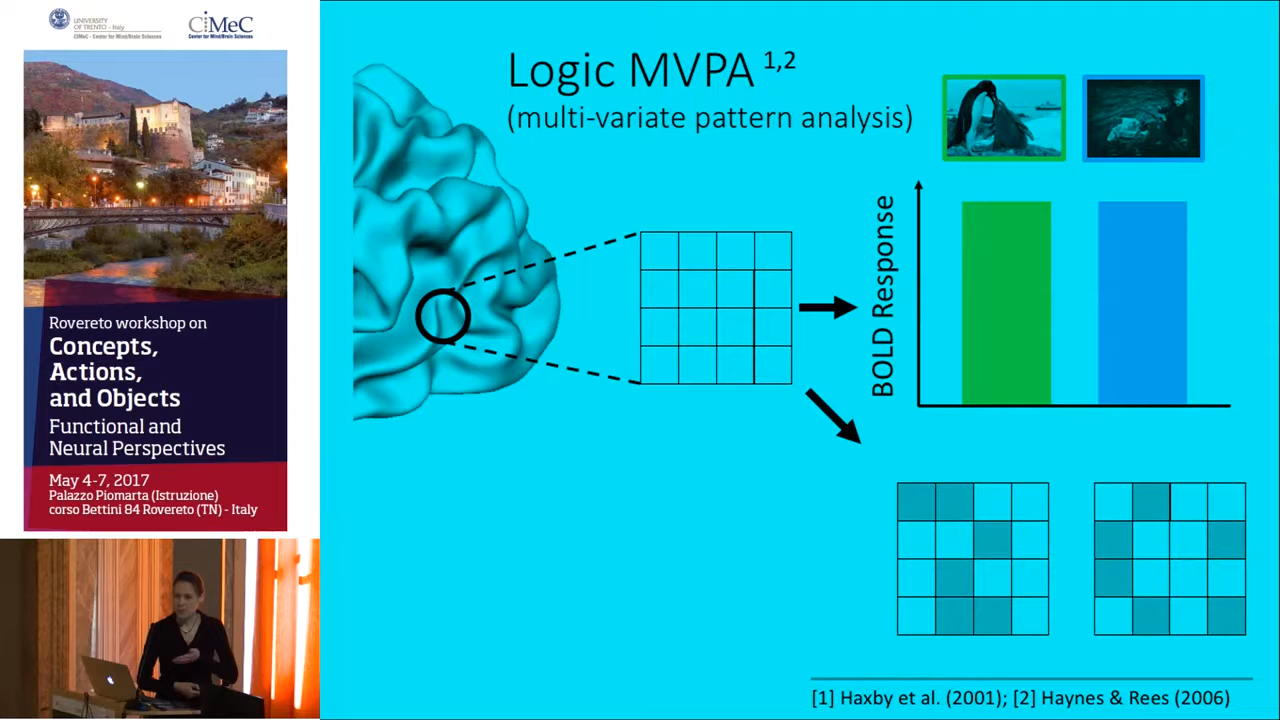 UNIVERSITY
OF TRENTO - Italy
CIMeC - Center for Mind/Brain Sciences
CiMeC
Center for Mind/Brain Sciences
Rovereto workshop on
Concepts,
Actions,
and Objects
Functional and
Neural Perspectives
May 4-7, 2017
Palazzo Piomarta (Istruzione)
corso Bettini 84 Rovereto (TN) - Italy
Logic MVPA 1,2
(multi-variate pattern analysis)
BOLD Response
[1] Haxby et al. (2001); [2] Haynes & Rees (2006)